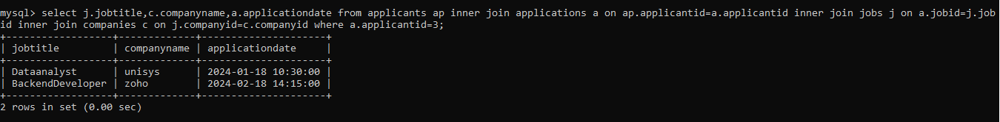 mysql> select j.jobtitle,c.companyname,a.applicationdate from applicants ap inner join applications a on ap.applicantid=a.applicantid inner join jobs j on a.jobid=j.job
id inner join companies c on j.companyid=c.companyid where a.applicantid=3;
+------------------+-------------+---------------------+
| jobtitle         | companyname | applicationdate     |
+------------------+-------------+---------------------+
| Dataanalyst      | unisys      | 2024-01-18 10:30:00 |
| BackendDeveloper | zoho        | 2024-02-18 14:15:00 |
+------------------+-------------+---------------------+
2 rows in set (0.00 sec)